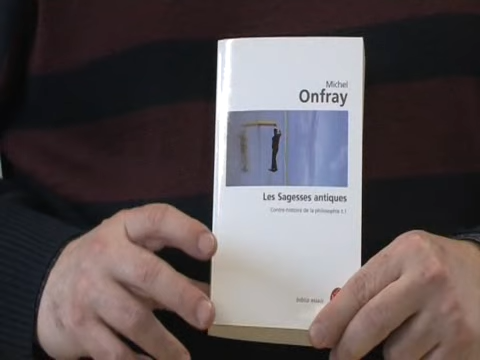 Michel
Onfray
Les Sagesses antiques
Contre-histoire de la philosophie t.1
biblio essais